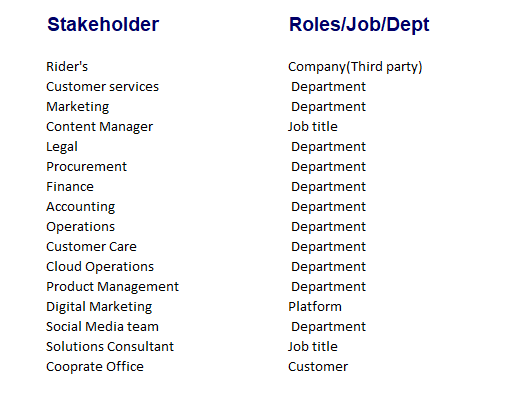 Stakeholder Roles/Job/Dept
Rider's Company(Third party)
Customer services Department
Marketing Department
Content Manager Job title
Legal Department
Procurement Department
Finance Department
Accounting Department
Operations Department
Customer Care Department
Cloud Operations Department
Product Management Department
Digital Marketing Platform
Social Media team Department
Solutions Consultant Job title
Cooprate Office Customer